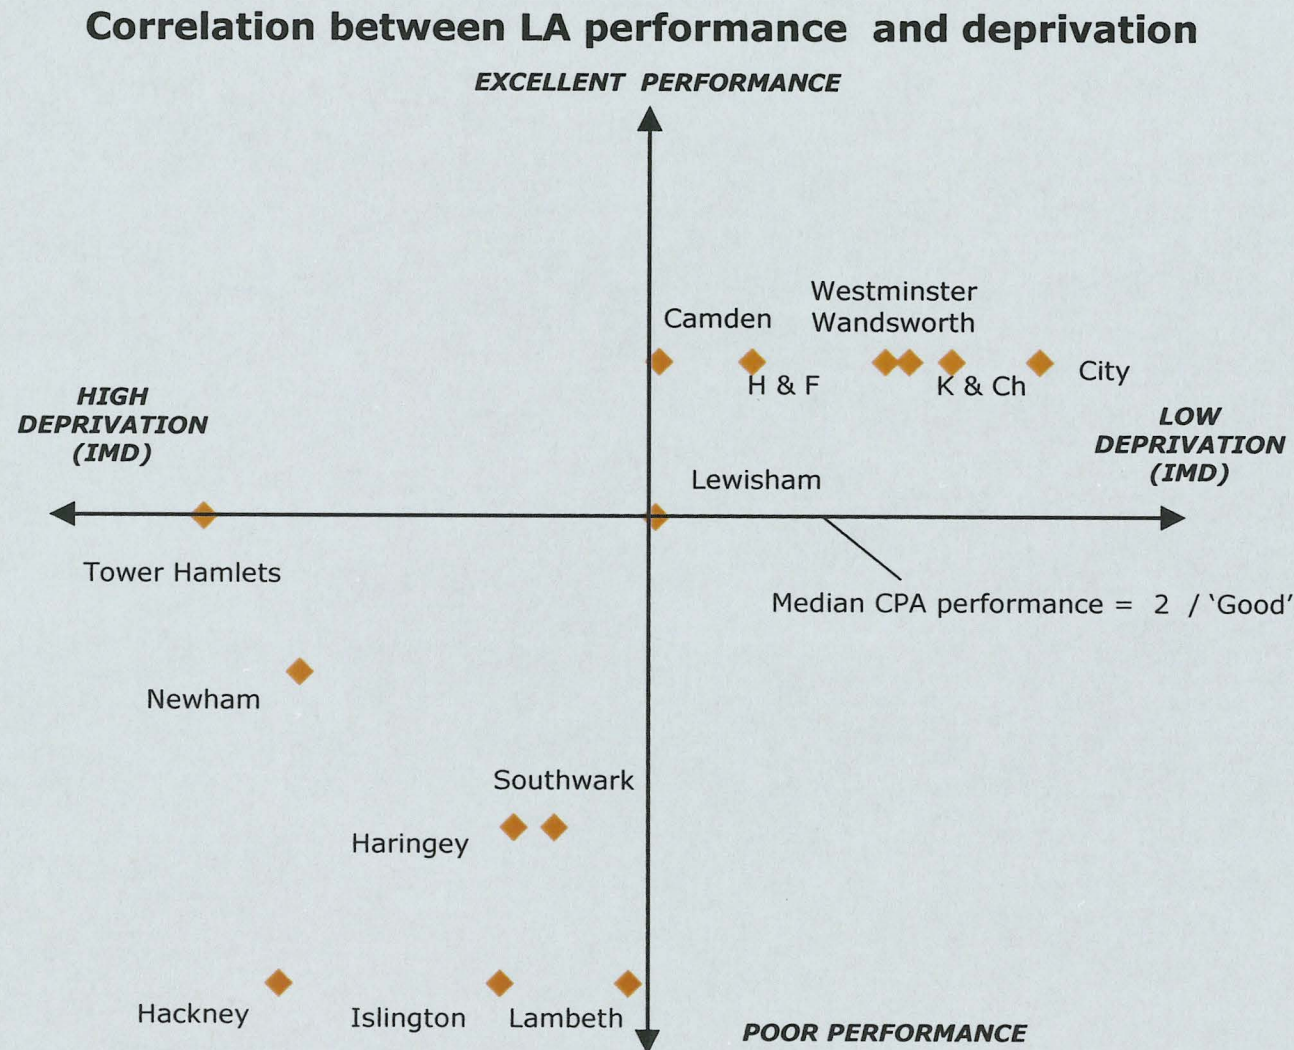 Correlation between LA performance and deprivation
EXCELLENT PERFORMANCE
Westminster
Camden
Wandsworth
H & F
K & Ch
City
HIGH
DEPRIVATION
(IMD)
LOW
DEPRIVATION
(IMD)
Lewisham
Tower Hamlets
Median CPA performance = 2 / ‘Good’
Newham
Southwark
Haringey
Hackney
Islington
Lambeth
POOR PERFORMANCE